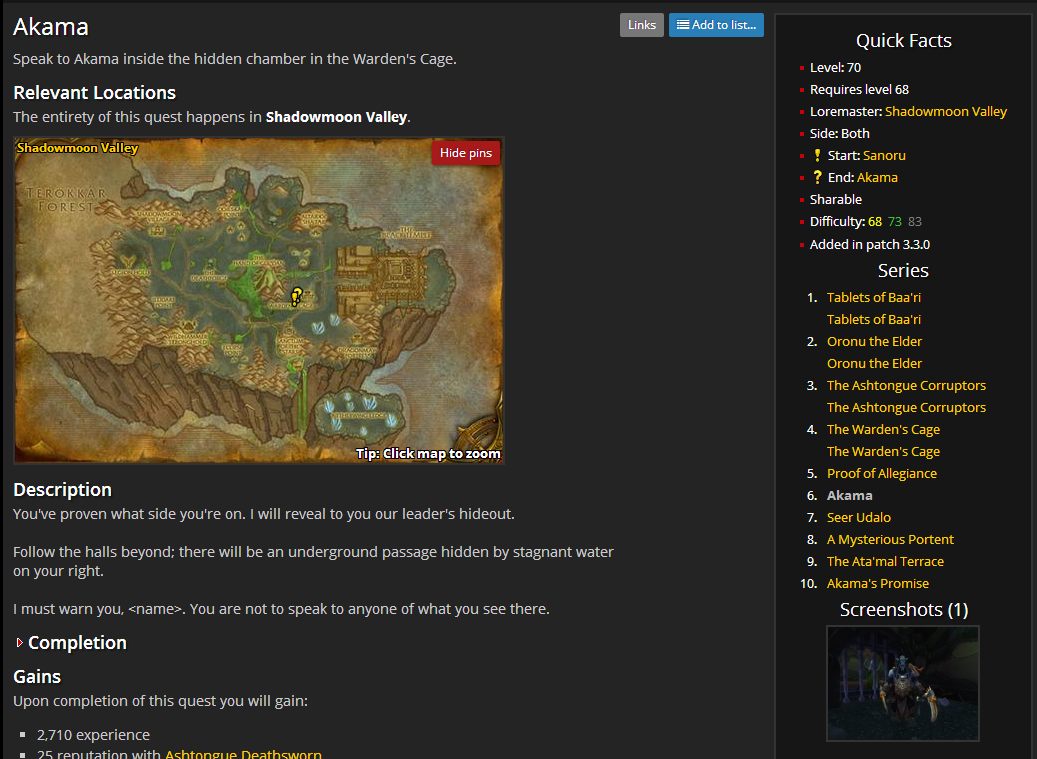 Akama
Links
Add to list...
Speak to Akama inside the hidden chamber in the Warden's Cage.
Relevant Locations
The entirety of this quest happens in Shadowmoon Valley.
Shadowmoon Valley
Hide pins
TEROKKAR
FOREST
THE
BLACK TEMPLE
Tip: Click map to zoom
Description
You've proven what side you're on. I will reveal to you our leader's hideout.
Follow the halls beyond; there will be an underground passage hidden by stagnant water
on your right.
I must warn you, <name>. You are not to speak to anyone of what you see there.
Completion
Gains
Upon completion of this quest you will gain:
2,710 experience
25 reputation with Ashtongue Deathsworn
Quick Facts
Level: 70
Requires level 68
Loremaster: Shadowmoon Valley
Side: Both
! Start: Sanoru
? End: Akama
Sharable
Difficulty: 68 73 83
Added in patch 3.3.0
Series
1. Tablets of Baa'ri
Tablets of Baa'ri
2. Oronu the Elder
Oronu the Elder
3. The Ashtongue Corruptors
The Ashtongue Corruptors
4. The Warden's Cage
The Warden's Cage
5. Proof of Allegiance
6. Akama
7. Seer Udalo
8. A Mysterious Portent
9. The Ata'mal Terrace
10. Akama's Promise
Screenshots (1)